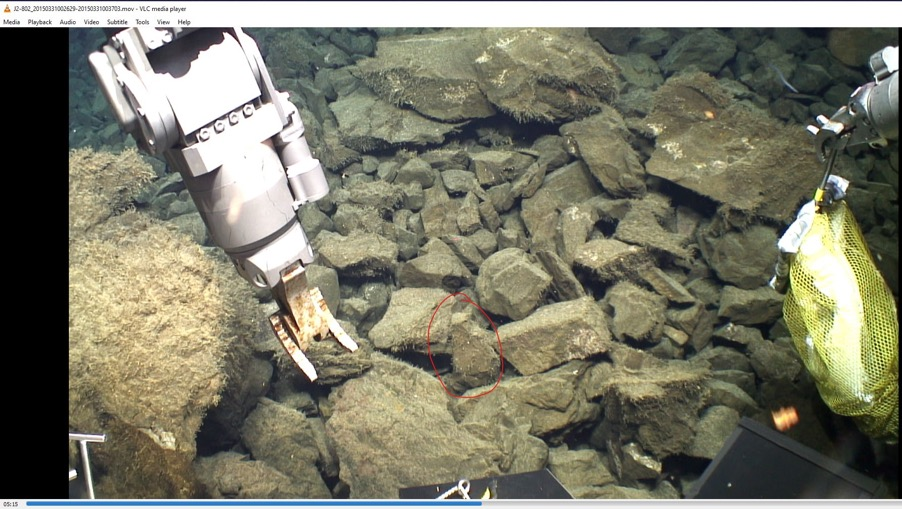 J2-802_20150331002629-20150331003703.mov - VLC media player
Media Playback Audio Video Subtitle Tools View Help
05:15